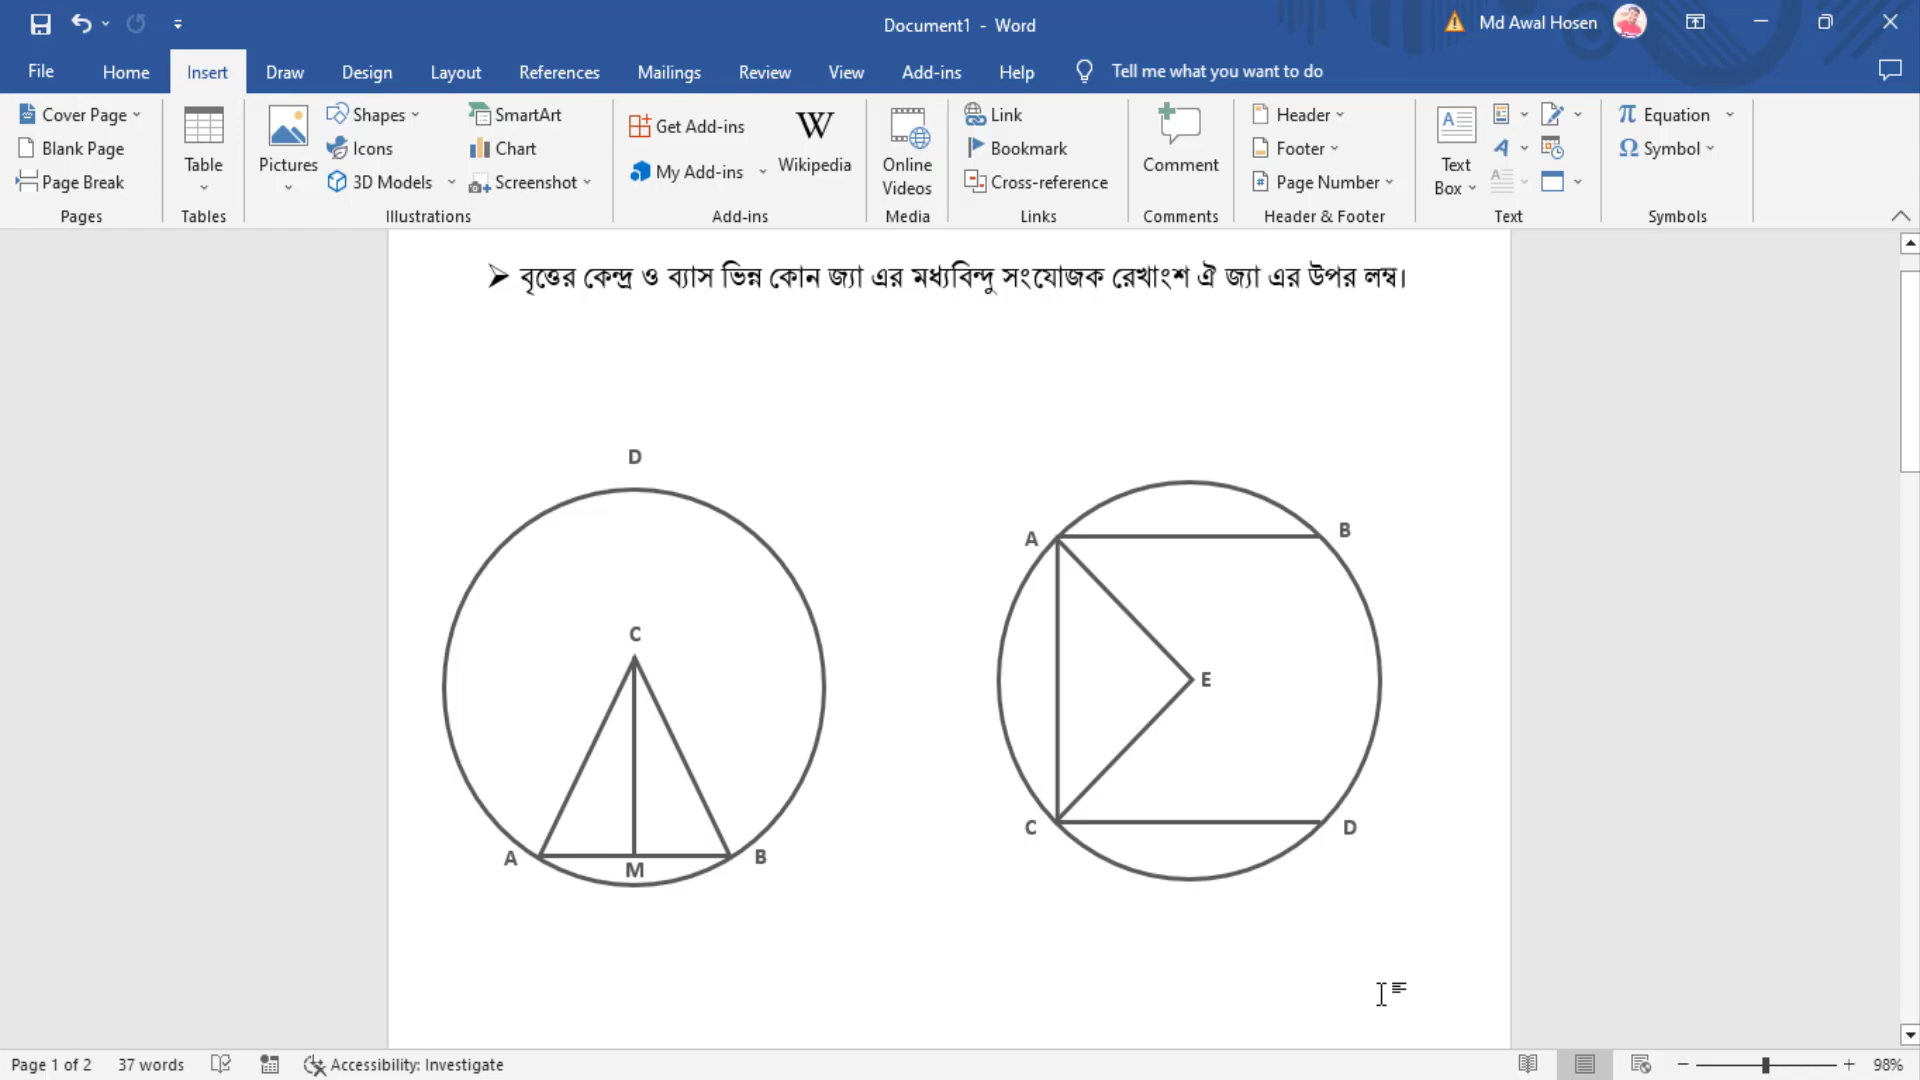 Document1 - Word
Md Awal Hosen
File Home Insert Draw Design Layout References Mailings Review View Add-ins Help Tell me what you want to do
Cover Page
Blank Page
Page Break
Pages
Table
Tables
Pictures
Shapes
Icons
3D Models
SmartArt
Chart
Screenshot
Illustrations
Get Add-ins
My Add-ins
W
Wikipedia
Add-ins
Online
Videos
Media
Link
Bookmark
Cross-reference
Links
Comment
Comments
Header
Footer
Page Number
Header & Footer
Text
Box
Text
Equation
Symbol
Symbols
বৃত্তের কেন্দ্র ও ব্যাস ভিন্ন কোন জ্যা এর মধ্যবিন্দু সংযোজক রেখাংশ ঐ জ্যা এর উপর লম্ব।
D
C
A
M
B
A
B
E
C
D
Page 1 of 2 37 words Accessibility: Investigate 98%